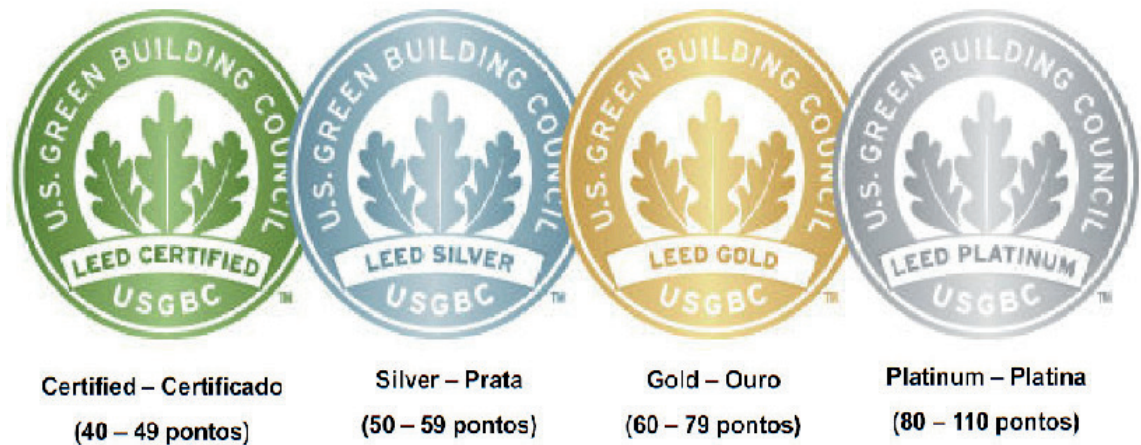 U.S. GREEN BUILDING COUNCIL
LEED CERTIFIED
USGBC
TM
U.S. GREEN BUILDING COUNCIL
LEED SILVER
USGBC
TM
U.S. GREEN BUILDING COUNCIL
LEED GOLD
USGBC
TM
U.S. GREEN BUILDING COUNCIL
LEED PLATINUM
USGBC
TM
Certified – Certificado
(40 – 49 pontos)
Silver – Prata
(50 – 59 pontos)
Gold – Ouro
(60 – 79 pontos)
Platinum – Platina
(80 – 110 pontos)